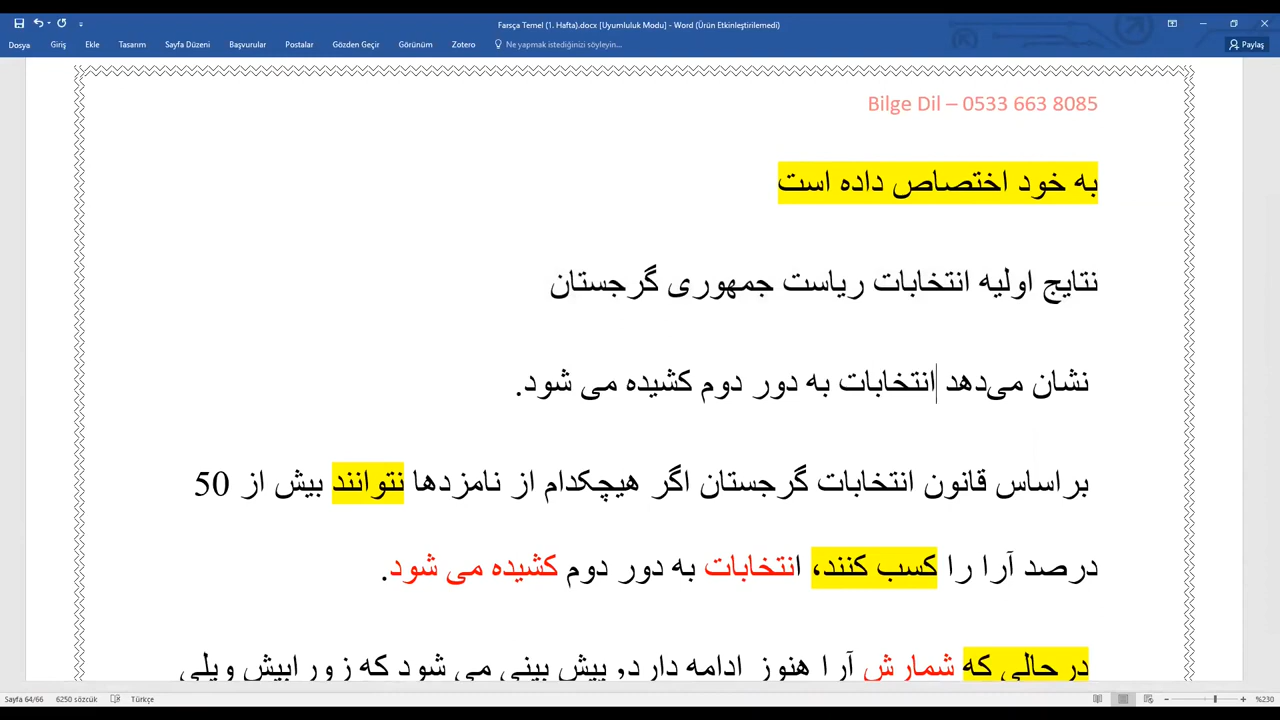 Farsça Temel (1. Hafta).docx [Uyumluluk Modu] - Word (Ürün Etkinleştirilemedi)
Dosya Giriş Ekle Tasarım Sayfa Düzeni Başvurular Postalar Gözden Geçir Görünüm Zotero Ne yapmak istediğinizi söyleyin... Paylaş
Bilge Dil – 0533 663 8085
به خود اختصاص داده است
نتایج اولیه انتخابات ریاست جمهوری گرجستان
نشان می‌دهد انتخابات به دور دوم کشیده می شود.
براساس قانون انتخابات گرجستان اگر هیچکدام از نامزدها نتوانند بیش از 50
درصد آرا را کسب کنند، انتخابات به دور دوم کشیده می شود.
درحالی که شمارش آرا هنوز ادامه دارد, پیش بینی می شود که زورابیش ویلی
Sayfa 64/66 6250 sözcük Türkçe %230